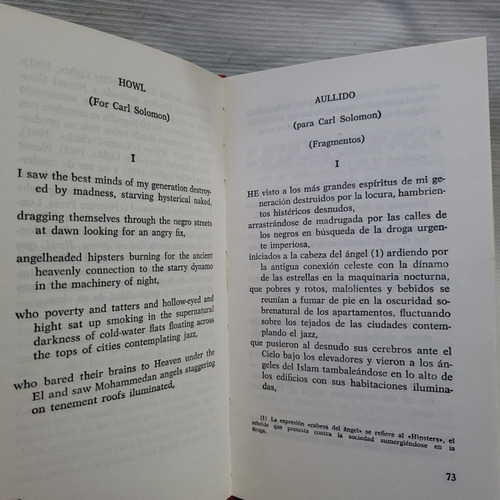 HOWL
(For Carl Solomon)
I
I saw the best minds of my generation destroy-
ed by madness, starving hysterical naked,
dragging themselves through the negro streets
at dawn looking for an angry fix,
angelheaded hipsters burning for the ancient
heavenly connection to the starry dynamo
in the machinery of night,
who poverty and tatters and hollow-eyed and
hight sat up smoking in the supernatural
darkness of cold-water flats floating across
the tops of cities contemplating jazz,
who bared their brains to Heaven under the
El and saw Mohammedan angels staggering
on tenement roofs illuminated,
AULLIDO
(para Carl Solomon)
(Fragmentos)
I
HE visto a los más grandes espíritus de mi ge-
neración destruidos por la locura, hambrien-
tos histéricos desnudos,
arrastrándose de madrugada por las calles de
los negros en búsqueda de la droga urgen-
te imperiosa,
iniciados a la cabeza del ángel (1) ardiendo por
la antigua conexión celeste con la dínamo
de las estrellas en la maquinaria nocturna,
que pobres y rotos, malolientes y bebidos se
reunían a fumar de pie en la oscuridad so-
brenatural de los apartamentos, fluctuando
sobre los tejados de las ciudades contem-
plando el jazz,
que pusieron al desnudo sus cerebros ante el
Cielo bajo los elevadores y vieron a los án-
geles del Islam tambaleándose en lo alto de
los edificios con sus habitaciones ilumina-
das,
(1) La expresión «cabeza del ángel» se refiere al «Hipsters», el
rebelde que protesta contra la sociedad sumergiéndose en la
droga.
73